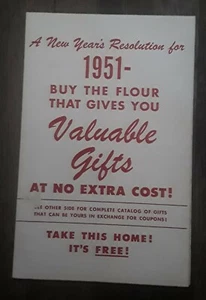 A New Year's Resolution for
1951-
BUY THE FLOUR
THAT GIVES YOU
Valuable
Gifts
AT NO EXTRA COST!
OTHER SIDE FOR COMPLETE CATALOG OF GIFTS
THAT CAN BE YOURS IN EXCHANGE FOR COUPONS!
TAKE THIS HOME!
IT'S FREE!